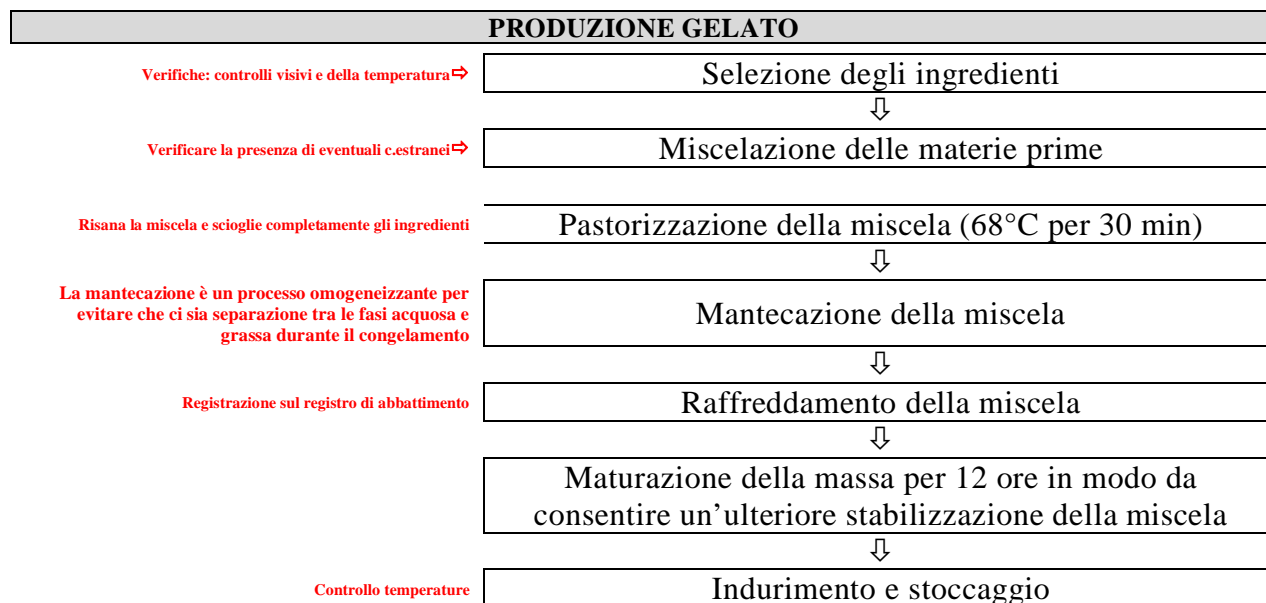 PRODUZIONE GELATO
Verifiche: controlli visivi e della temperatura⇨
Selezione degli ingredienti
⇩
Verificare la presenza di eventuali c.estranei⇨
Miscelazione delle materie prime
Risana la miscela e scioglie completamente gli ingredienti
Pastorizzazione della miscela (68°C per 30 min)
⇩
La mantecazione è un processo omogeneizzante per
evitare che ci sia separazione tra le fasi acquosa e
grassa durante il congelamento
Mantecazione della miscela
⇩
Registrazione sul registro di abbattimento
Raffreddamento della miscela
⇩
Maturazione della massa per 12 ore in modo da
consentire un’ulteriore stabilizzazione della miscela
⇩
Controllo temperature
Indurimento e stoccaggio